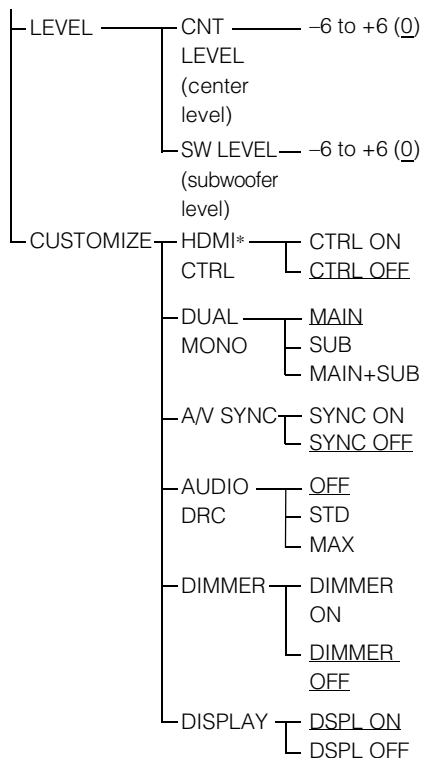 LEVEL CNT –6 to +6 (0)
LEVEL
(center
level)
SW LEVEL –6 to +6 (0)
(subwoofer
level)
CUSTOMIZE HDMI* CTRL ON
CTRL CTRL OFF
DUAL MAIN
MONO SUB
MAIN+SUB
A/V SYNC SYNC ON
SYNC OFF
AUDIO OFF
DRC STD
MAX
DIMMER DIMMER
ON
DIMMER
OFF
DISPLAY DSPL ON
DSPL OFF